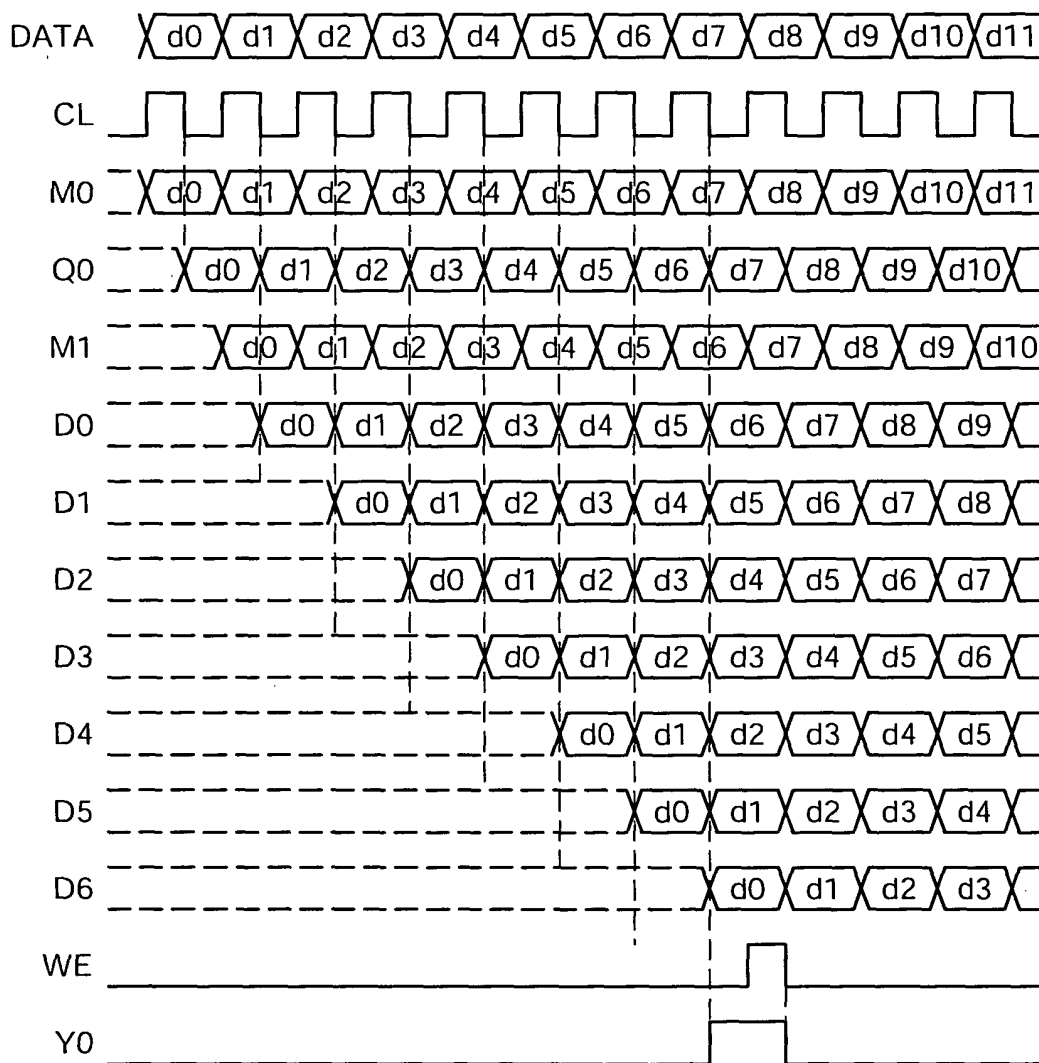 DATA d0 d1 d2 d3 d4 d5 d6 d7 d8 d9 d10 d11
CL
M0 d0 d1 d2 d3 d4 d5 d6 d7 d8 d9 d10 d11
Q0 d0 d1 d2 d3 d4 d5 d6 d7 d8 d9 d10
M1 d0 d1 d2 d3 d4 d5 d6 d7 d8 d9 d10
D0 d0 d1 d2 d3 d4 d5 d6 d7 d8 d9
D1 d0 d1 d2 d3 d4 d5 d6 d7 d8
D2 d0 d1 d2 d3 d4 d5 d6 d7
D3 d0 d1 d2 d3 d4 d5 d6
D4 d0 d1 d2 d3 d4 d5
D5 d0 d1 d2 d3 d4
D6 d0 d1 d2 d3
WE
Y0